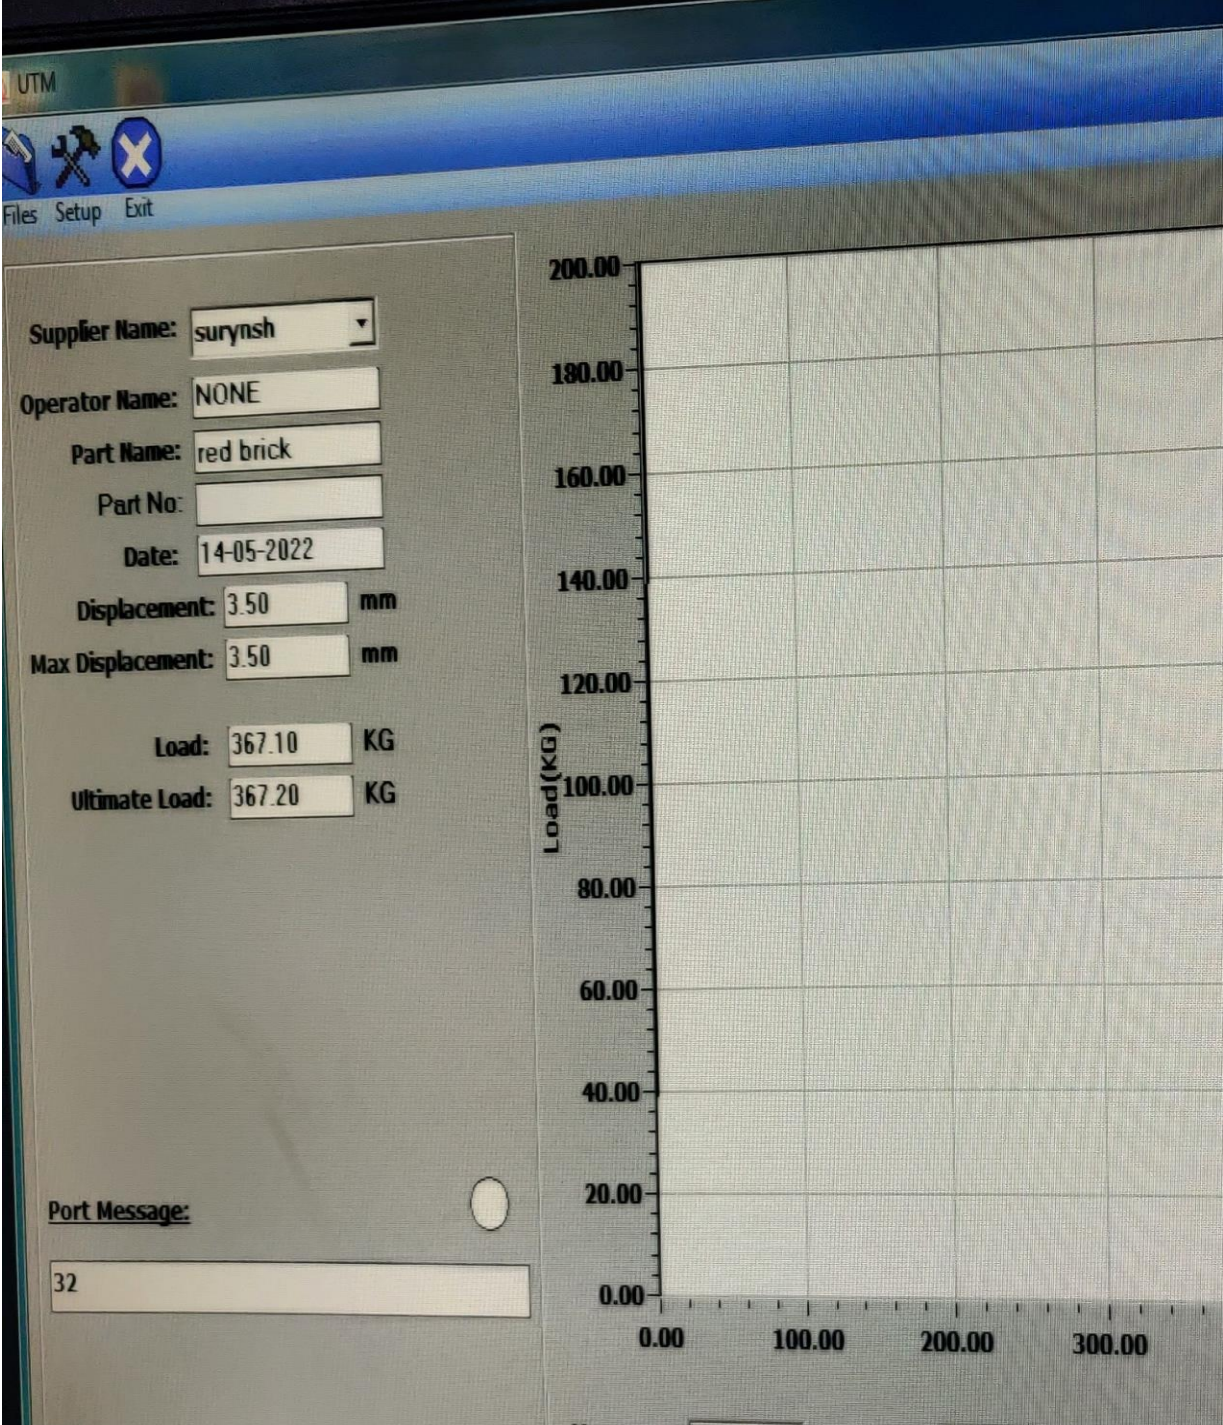 UTM
Files Setup Exit
Supplier Name: surynsh
Operator Name: NONE
Part Name: red brick
Part No:
Date: 14-05-2022
Displacement: 3.50 mm
Max Displacement: 3.50 mm
Load: 367.10 KG
Ultimate Load: 367.20 KG
Port Message:
32
Load(KG)
200.00
180.00
160.00
140.00
120.00
100.00
80.00
60.00
40.00
20.00
0.00
0.00 100.00 200.00 300.00